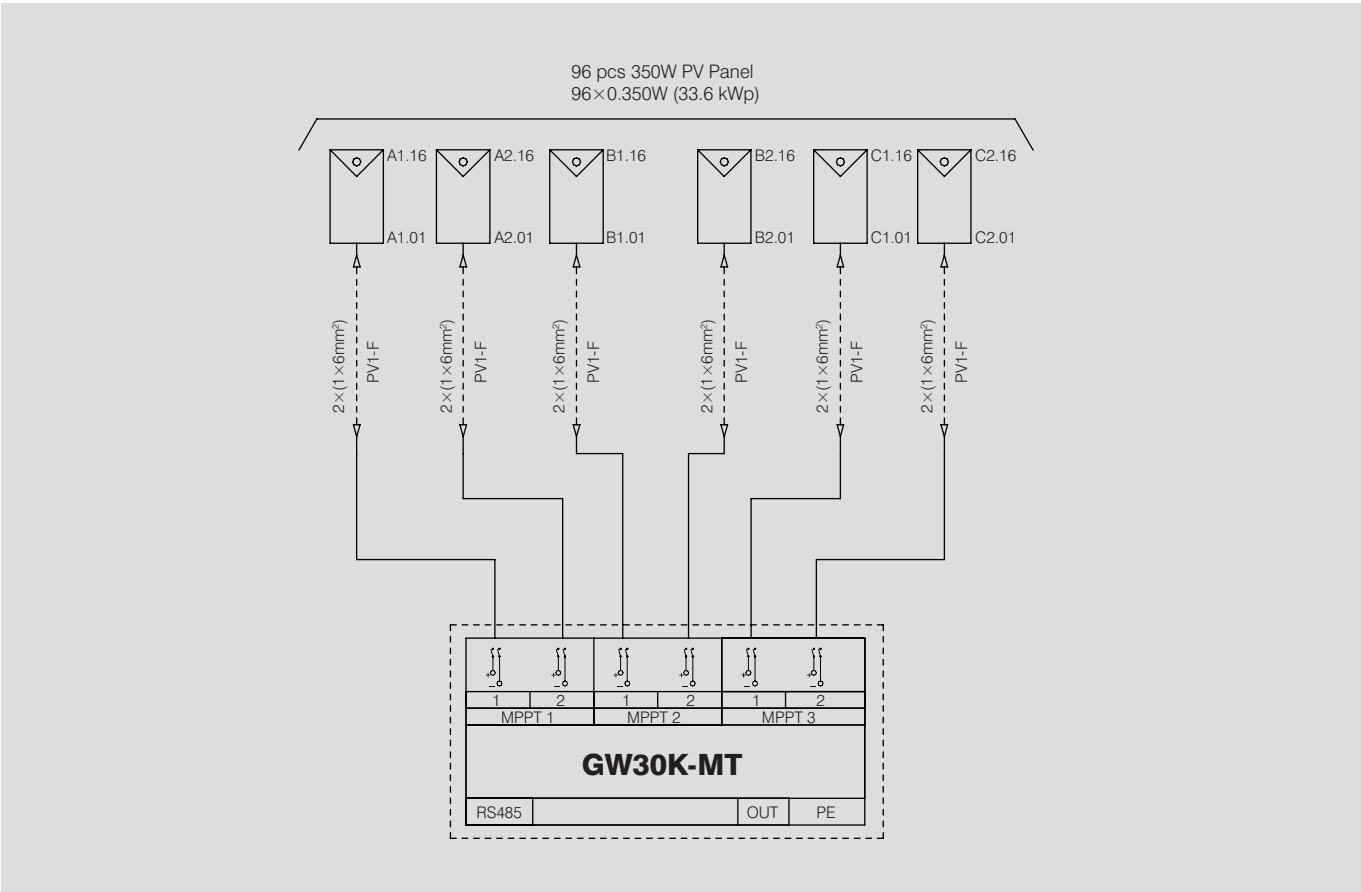 96 pcs 350W PV Panel
96×0.350W (33.6 kWp)
A1.16
A2.16
B1.16
B2.16
C1.16
C2.16
A1.01
A2.01
B1.01
B2.01
C1.01
C2.01
2×(1×6mm²)
PV1-F
2×(1×6mm²)
PV1-F
2×(1×6mm²)
PV1-F
2×(1×6mm²)
PV1-F
2×(1×6mm²)
PV1-F
2×(1×6mm²)
PV1-F
+ + + + + +
– – – – – –
1 2 1 2 1 2
MPPT 1 MPPT 2 MPPT 3
GW30K-MT
RS485 OUT PE